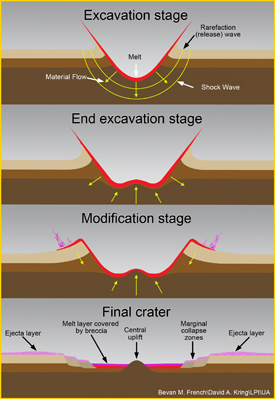 Excavation stage
Rarefaction
(release) wave
Melt
Material Flow
Shock Wave
End excavation stage
Modification stage
Final crater
Ejecta layer
Melt layer covered
by breccia
Central
uplift
Marginal
collapse
zones
Ejecta layer
Bevan M. French\David A. Kring\LPI\UA